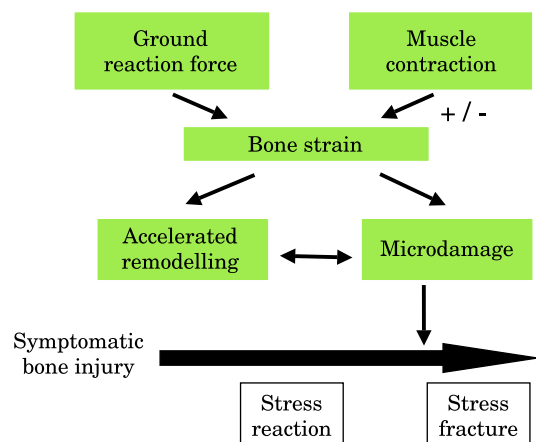 Ground
reaction force
Muscle
contraction
+ / -
Bone strain
Accelerated
remodelling
Microdamage
Symptomatic
bone injury
Stress
reaction
Stress
fracture